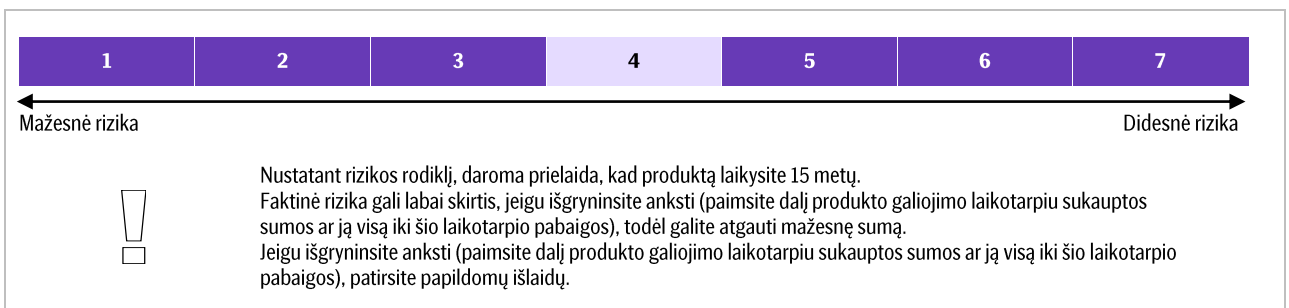 1 2 3 4 5 6 7
Mažesnė rizika Didesnė rizika
Nustatant rizikos rodiklį, daroma prielaida, kad produktą laikysite 15 metų.
Faktinė rizika gali labai skirtis, jeigu išgryninsite anksti (paimsite dalį produkto galiojimo laikotarpiu sukauptos
sumos ar ją visą iki šio laikotarpio pabaigos), todėl galite atgauti mažesnę sumą.
Jeigu išgryninsite anksti (paimsite dalį produkto galiojimo laikotarpiu sukauptos sumos ar ją visą iki šio laikotarpio
pabaigos), patirsite papildomų išlaidų.